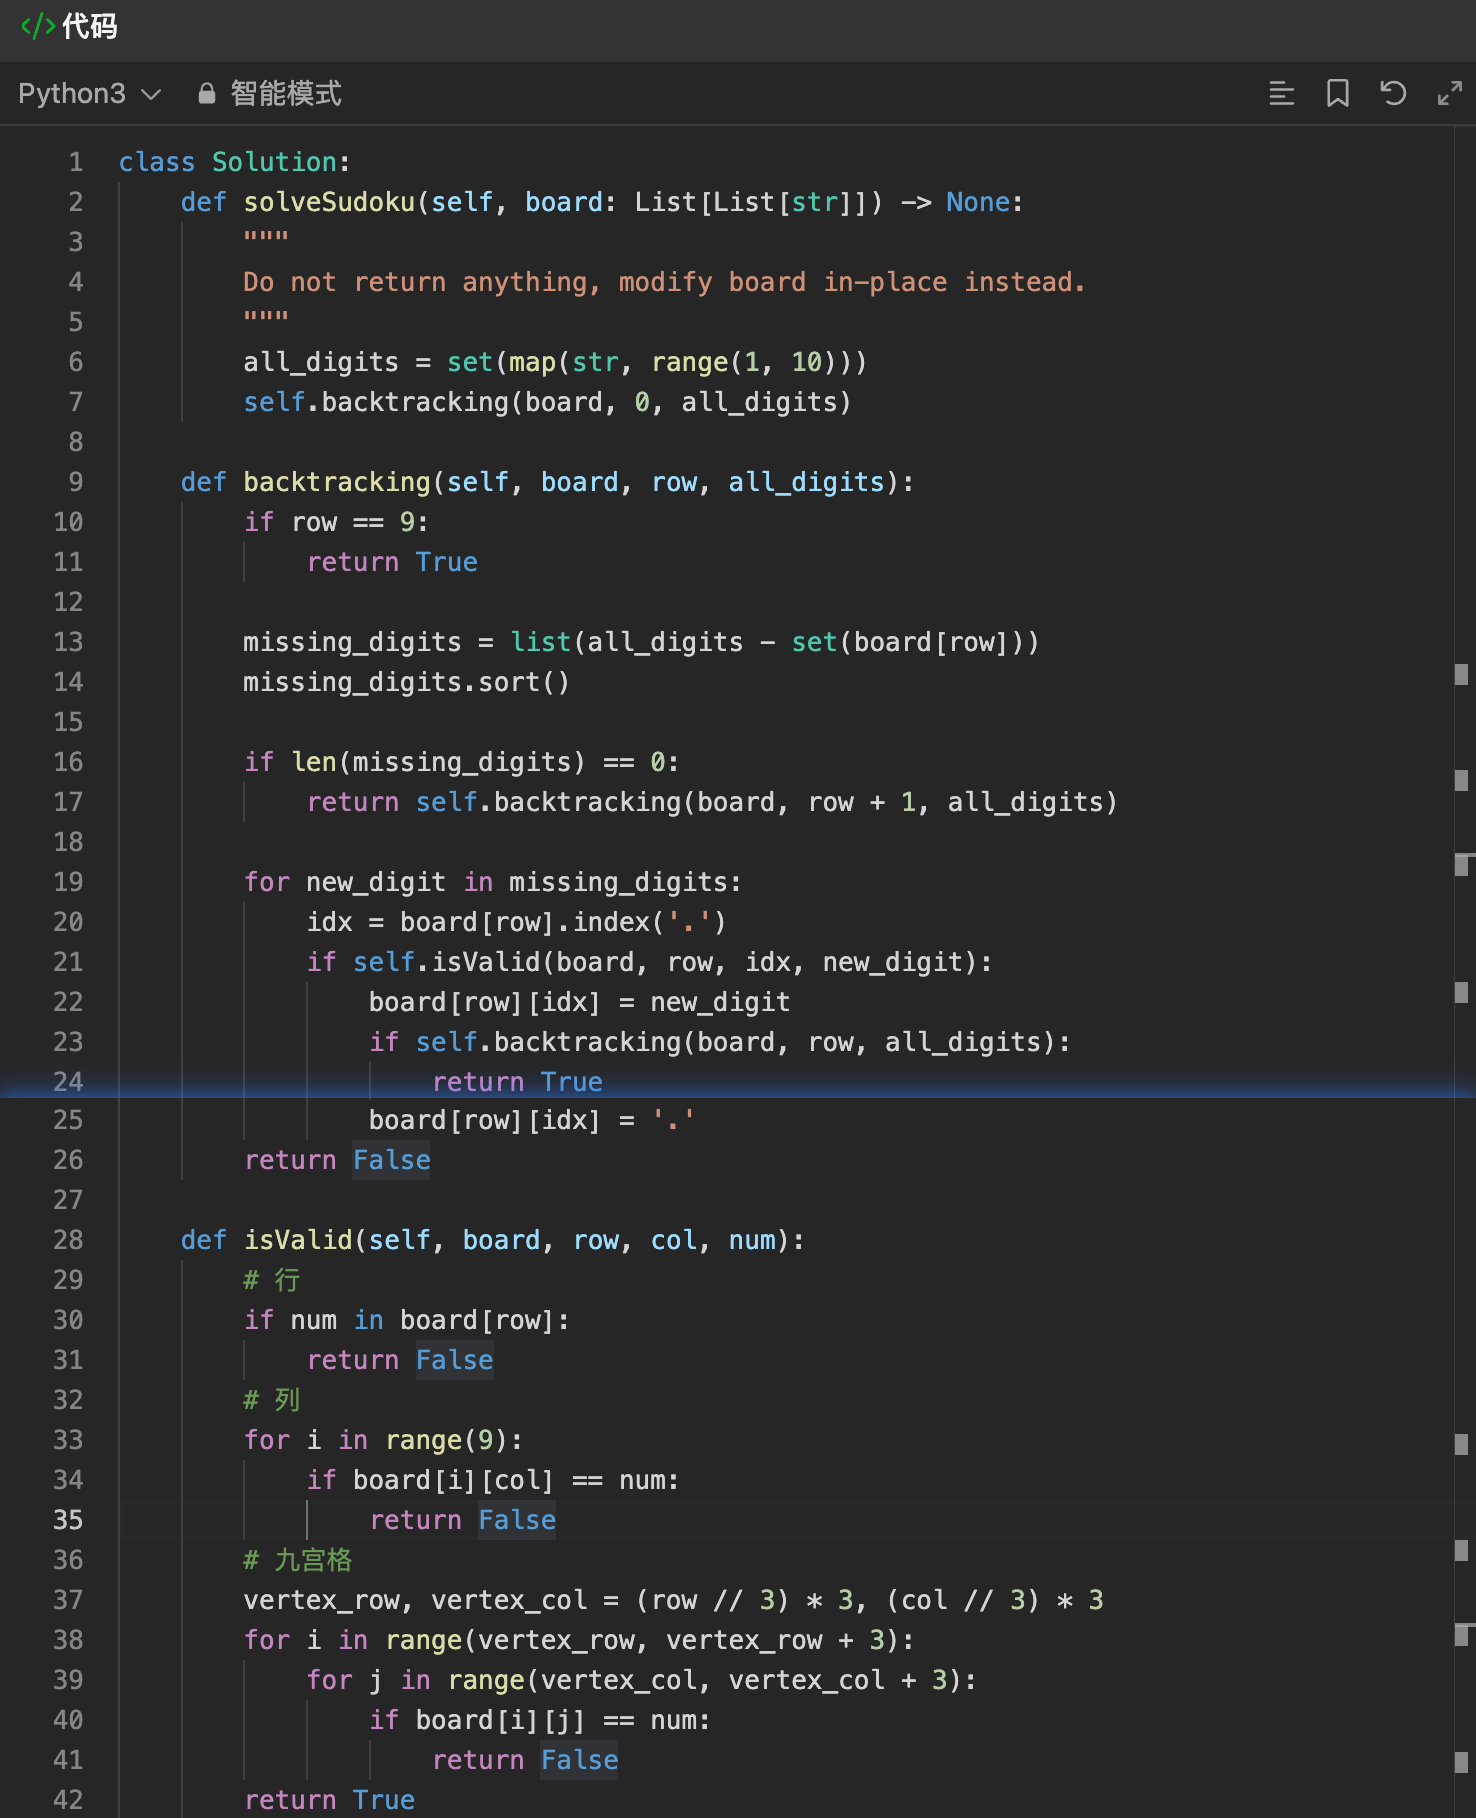 </> 代码
Python3 智能模式
1 class Solution:
2     def solveSudoku(self, board: List[List[str]]) -> None:
3         """
4         Do not return anything, modify board in-place instead.
5         """
6         all_digits = set(map(str, range(1, 10)))
7         self.backtracking(board, 0, all_digits)
8
9     def backtracking(self, board, row, all_digits):
10         if row == 9:
11             return True
12
13         missing_digits = list(all_digits - set(board[row]))
14         missing_digits.sort()
15
16         if len(missing_digits) == 0:
17             return self.backtracking(board, row + 1, all_digits)
18
19         for new_digit in missing_digits:
20             idx = board[row].index('.')
21             if self.isValid(board, row, idx, new_digit):
22                 board[row][idx] = new_digit
23                 if self.backtracking(board, row, all_digits):
24                     return True
25                 board[row][idx] = '.'
26         return False
27
28     def isValid(self, board, row, col, num):
29         # 行
30         if num in board[row]:
31             return False
32         # 列
33         for i in range(9):
34             if board[i][col] == num:
35                 return False
36         # 九宫格
37         vertex_row, vertex_col = (row // 3) * 3, (col // 3) * 3
38         for i in range(vertex_row, vertex_row + 3):
39             for j in range(vertex_col, vertex_col + 3):
40                 if board[i][j] == num:
41                     return False
42         return True